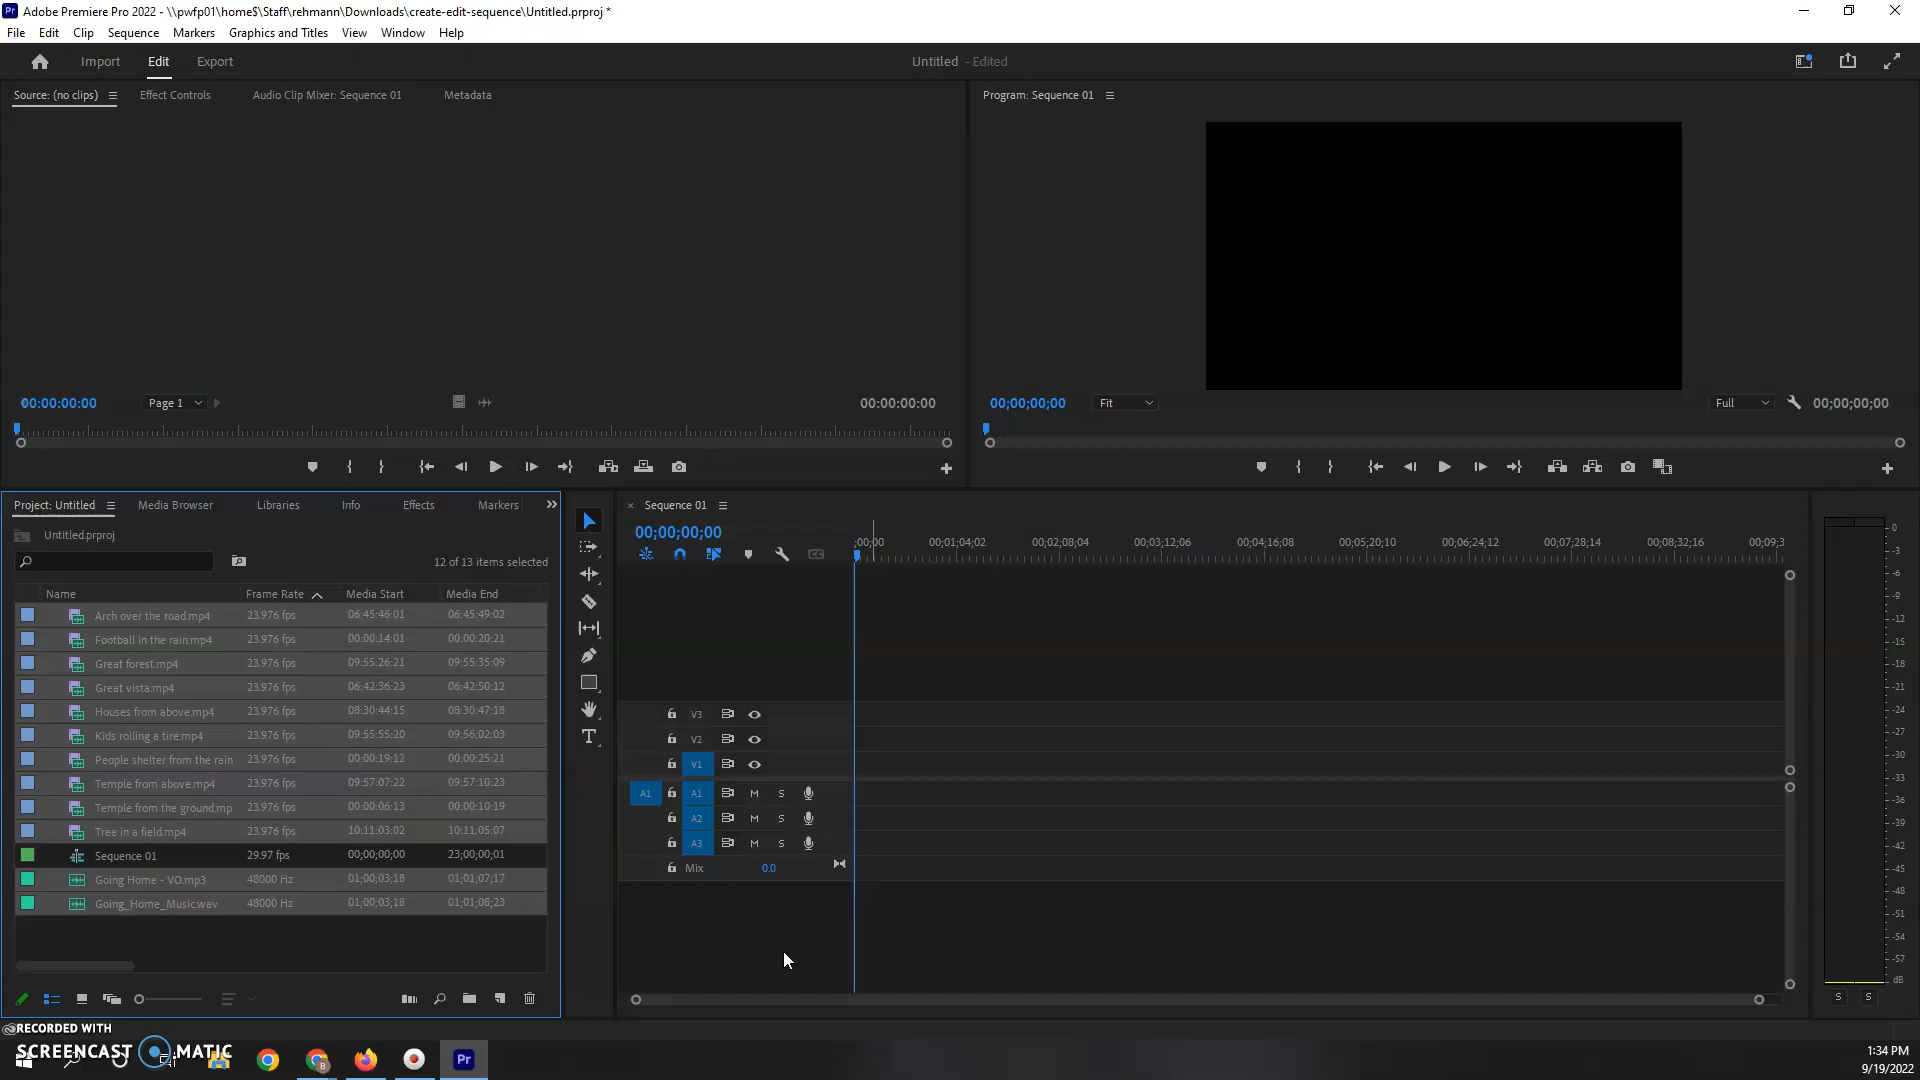 Pr Adobe Premiere Pro 2022 - \\pwfp01\home$\Staff\rehmann\Downloads\create-edit-sequence\Untitled.prproj *
File Edit Clip Sequence Markers Graphics and Titles View Window Help
Import Edit Export Untitled - Edited
Source: (no clips) Effect Controls Audio Clip Mixer: Sequence 01 Metadata
Program: Sequence 01
00:00:00:00 Page 1 00:00:00:00
00;00;00;00 Fit Full 00;00;00;00
Project: Untitled Media Browser Libraries Info Effects Markers
Untitled.prproj
12 of 13 items selected
Name Frame Rate Media Start Media End
Arch over the road.mp4 23.976 fps 06:45:46:01 06:45:49:02
Football in the rain.mp4 23.976 fps 00:00:14:01 00:00:20:21
Great forest.mp4 23.976 fps 09:55:26:21 09:55:35:09
Great vista.mp4 23.976 fps 06:42:36:23 06:42:50:12
Houses from above.mp4 23.976 fps 08:30:44:15 08:30:47:18
Kids rolling a tire.mp4 23.976 fps 09:55:55:20 09:56:02:03
People shelter from the rain 23.976 fps 00:00:19:12 00:00:25:21
Temple from above.mp4 23.976 fps 09:57:07:22 09:57:10:23
Temple from the ground.mp 23.976 fps 00:00:06:13 00:00:10:19
Tree in a field.mp4 23.976 fps 10:11:03:02 10:11:05:07
Sequence 01 29.97 fps 00;00;00;00 23;00;00;01
Going Home - VO.mp3 48000 Hz 01;00;03;18 01;01;07;17
Going_Home_Music.wav 48000 Hz 01;00;03;18 01;01;08;23
Sequence 01
00;00;00;00
;00;00 00;01;04;02 00;02;08;04 00;03;12;06 00;04;16;08 00;05;20;10 00;06;24;12 00;07;28;14 00;08;32;16 00;09;3
CC
T
V3
V2
V1
A1 A1 M S
A2 M S
A3 M S
Mix 0.0
0
-3
-6
-9
-12
-15
-18
-21
-24
-27
-30
-33
-36
-39
-42
-45
-48
-51
-54
-57
dB
S S
RECORDED WITH
SCREENCAST MATIC
Pr
1:34 PM
9/19/2022